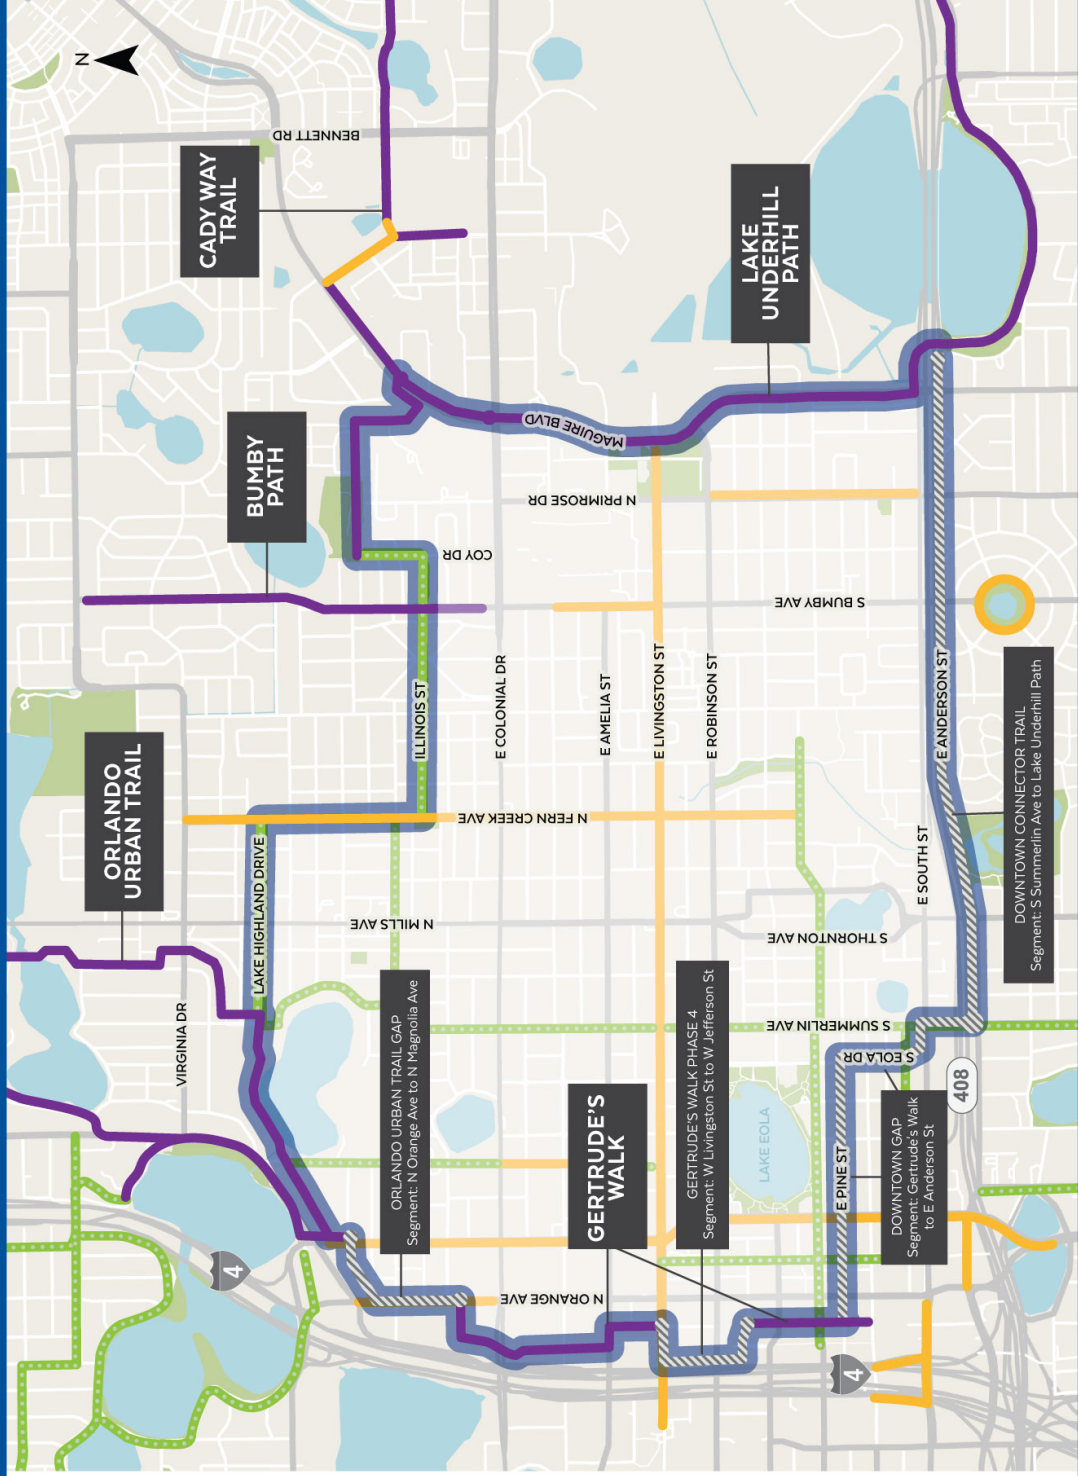 N
BENNETT RD
CADY WAY
TRAIL
LAKE
UNDERHILL
PATH
MAGUIRE BLVD
BUMBY
PATH
N PRIMROSE DR
COY DR
S BUMBY AVE
ILLINOIS ST
E COLONIAL DR
E AMELIA ST
E LIVINGSTON ST
E ROBINSON ST
E ANDERSON ST
DOWNTOWN CONNECTOR TRAIL
Segment: S Summerlin Ave to Lake Underhill Path
ORLANDO
URBAN TRAIL
N FERN CREEK AVE
LAKE HIGHLAND DRIVE
E SOUTH ST
N MILLS AVE
S THORNTON AVE
VIRGINIA DR
ORLANDO URBAN TRAIL GAP
Segment: N Orange Ave to N Magnolia Ave
GERTRUDE'S WALK PHASE 4
Segment: W Livingston St to W Jefferson St
S SUMMERLIN AVE
S EOLA DR
408
GERTRUDE'S
WALK
LAKE EOLA
E PINE ST
DOWNTOWN GAP
Segment: Gertrude's Walk
to E Anderson St
4
N ORANGE AVE
4